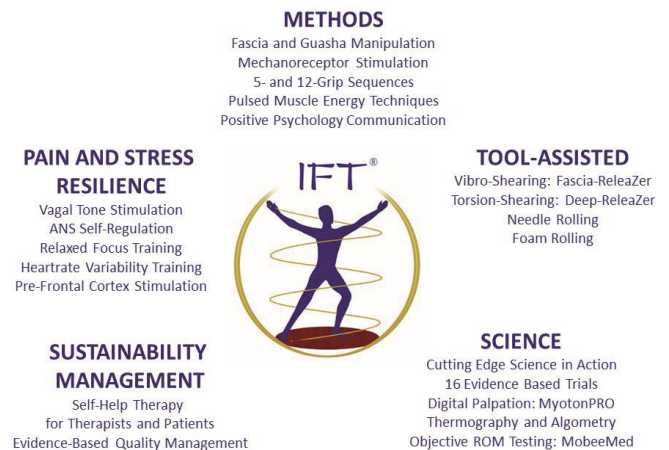 METHODS
Fascia and Guasha Manipulation
Mechanoreceptor Stimulation
5- and 12-Grip Sequences
Pulsed Muscle Energy Techniques
Positive Psychology Communication
PAIN AND STRESS
RESILIENCE
Vagal Tone Stimulation
ANS Self-Regulation
Relaxed Focus Training
Heartrate Variability Training
Pre-Frontal Cortex Stimulation
IFT®
TOOL-ASSISTED
Vibro-Shearing: Fascia-ReleaZer
Torsion-Shearing: Deep-ReleaZer
Needle Rolling
Foam Rolling
SUSTAINABILITY
MANAGEMENT
Self-Help Therapy
for Therapists and Patients
Evidence-Based Quality Management
SCIENCE
Cutting Edge Science in Action
16 Evidence Based Trials
Digital Palpation: MyotonPRO
Thermography and Algometry
Objective ROM Testing: MobeeMed